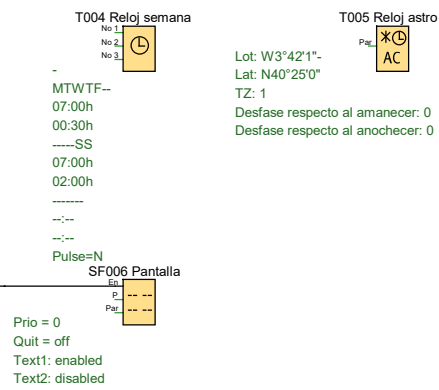 T004 Reloj semana
No 1
No 2
No 3
-
MTWTF--
07:00h
00:30h
-----SS
07:00h
02:00h
-------
--:--
--:--
Pulse=N
T005 Reloj astro
Par
AC
Lot: W3°42'1"-
Lat: N40°25'0"
TZ: 1
Desfase respecto al amanecer: 0
Desfase respecto al anochecer: 0
SF006 Pantalla
En
P
Par
-- --
-- --
Prio = 0
Quit = off
Text1: enabled
Text2: disabled